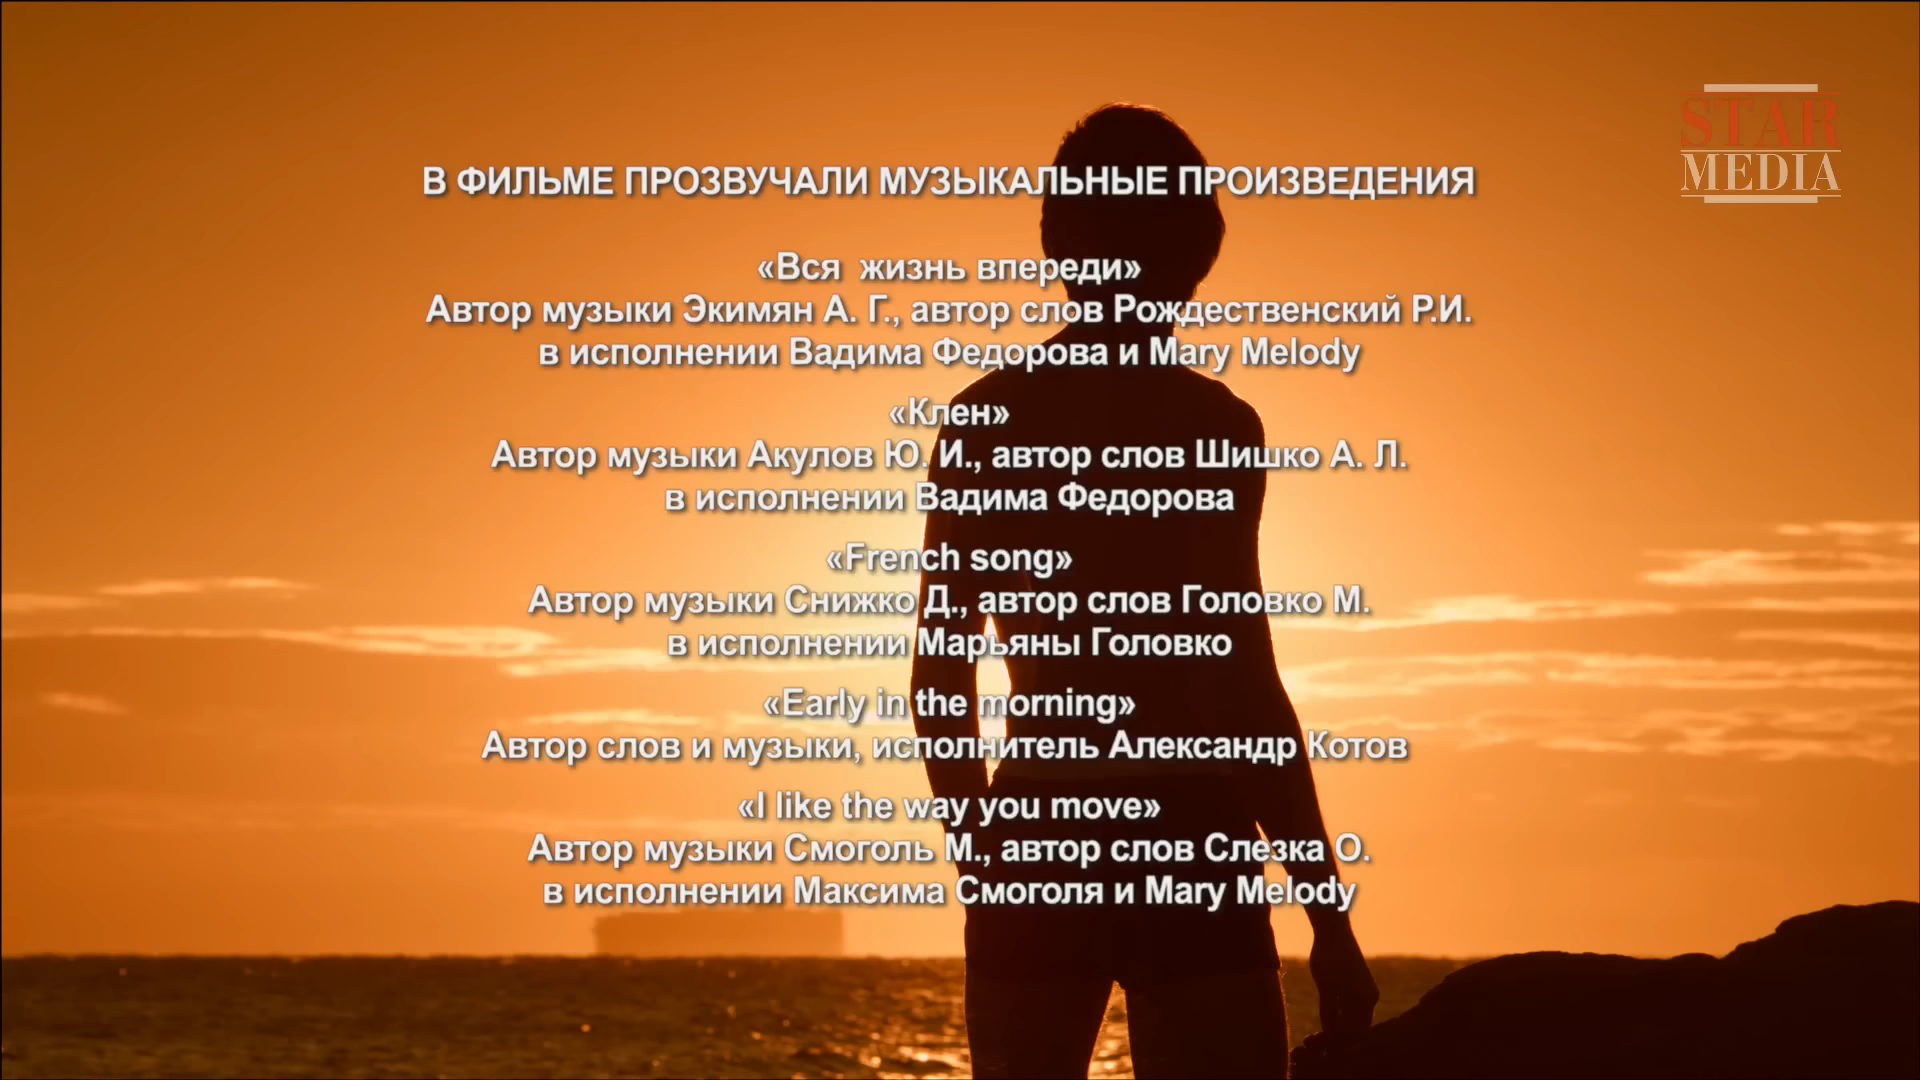 STAR
MEDIA
В ФИЛЬМЕ ПРОЗВУЧАЛИ МУЗЫКАЛЬНЫЕ ПРОИЗВЕДЕНИЯ
«Вся жизнь впереди»
Автор музыки Экимян А. Г., автор слов Рождественский Р.И.
в исполнении Вадима Федорова и Mary Melody
«Клен»
Автор музыки Акулов Ю. И., автор слов Шишко А. Л.
в исполнении Вадима Федорова
«French song»
Автор музыки Снижко Д., автор слов Головко М.
в исполнении Марьяны Головко
«Early in the morning»
Автор слов и музыки, исполнитель Александр Котов
«I like the way you move»
Автор музыки Смоголь М., автор слов Слезка О.
в исполнении Максима Смоголя и Mary Melody